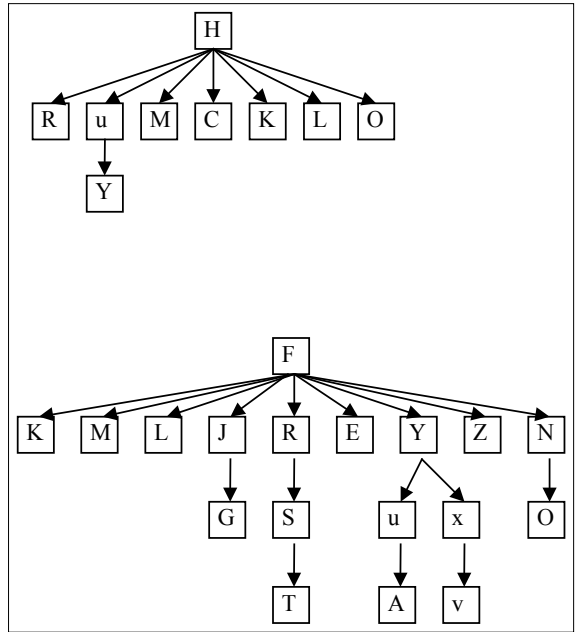 H
R u M C K L O
Y
F
K M L J R E Y Z N
G S u x O
T A v